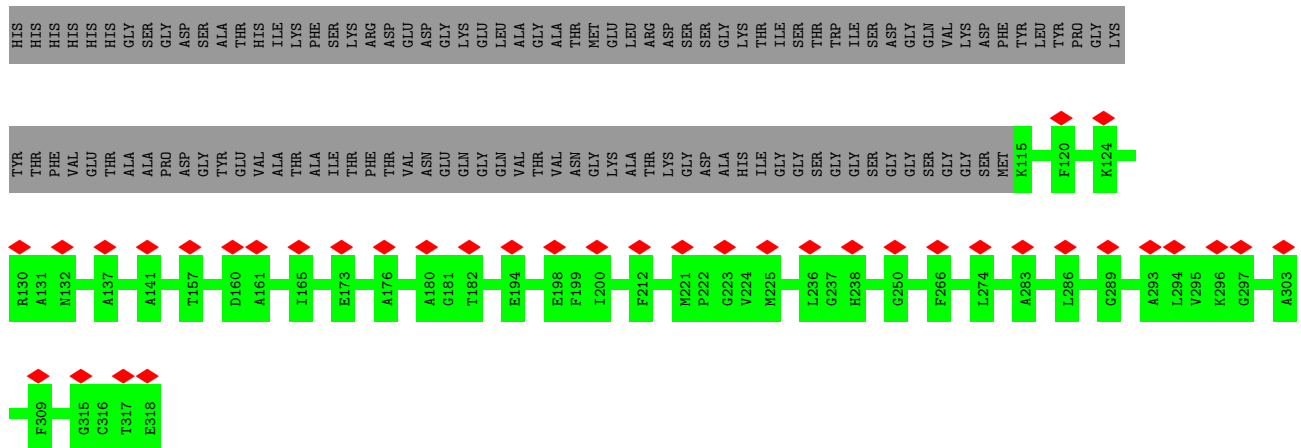 HIS HIS HIS HIS HIS HIS GLY SER GLY ASP SER ALA THR HIS ILE LYS PHE SER LYS ARG ASP GLU ASP GLY LYS GLU LEU ALA GLY ALA THR MET GLU LEU ARG ASP SER SER GLY LYS THR ILE SER THR TRP ILE SER ASP GLY GLN VAL LYS ASP PHE TYR LEU TYR PRO GLY LYS
TYR THR PHE VAL GLU THR ALA ALA PRO ASP GLY TYR GLU VAL ALA THR ALA ILE THR PHE THR VAL ASN GLU GLN GLY GLN VAL THR VAL ASN GLY LYS ALA THR LYS GLY ASP ALA HIS ILE GLY GLY SER GLY GLY SER GLY GLY SER GLY GLY SER MET K115 F120 K124
R130 A131 N132 A137 A141 T157 D160 A161 I165 E173 A176 A180 G181 T182 E194 E198 F199 I200 F212 M221 P222 G223 V224 M225 L236 G237 H238 G250 F266 L274 A283 L286 G289 A293 L294 V295 K296 G297 A303
F309 G315 C316 T317 E318